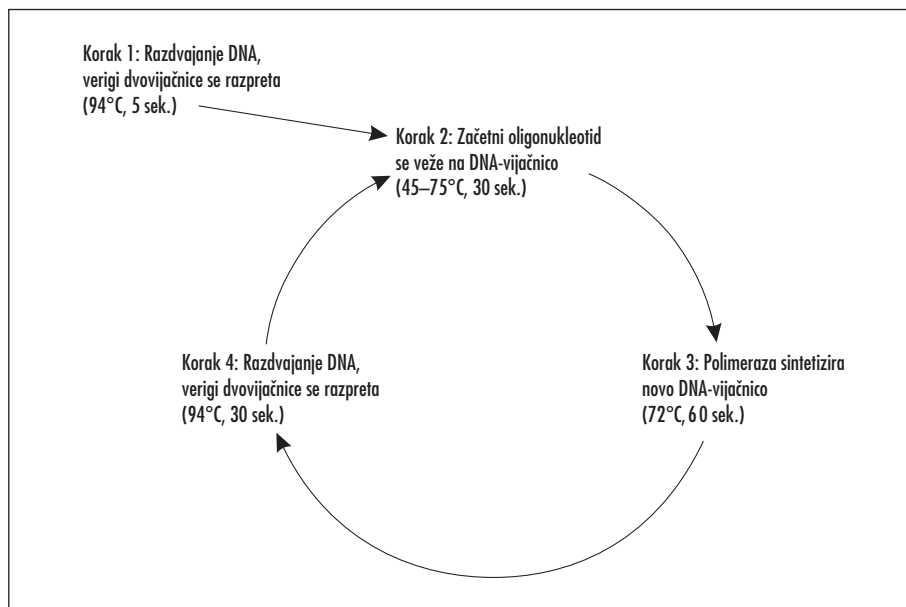 Korak 1: Razdvajanje DNA,
verigi dvovijačnice se razpreta
(94°C, 5 sek.)
Korak 2: Začetni oligonukleotid
se veže na DNA-vijačnico
(45–75°C, 30 sek.)
Korak 3: Polimeraza sintetizira
novo DNA-vijačnico
(72°C, 60 sek.)
Korak 4: Razdvajanje DNA,
verigi dvovijačnice se razpreta
(94°C, 30 sek.)